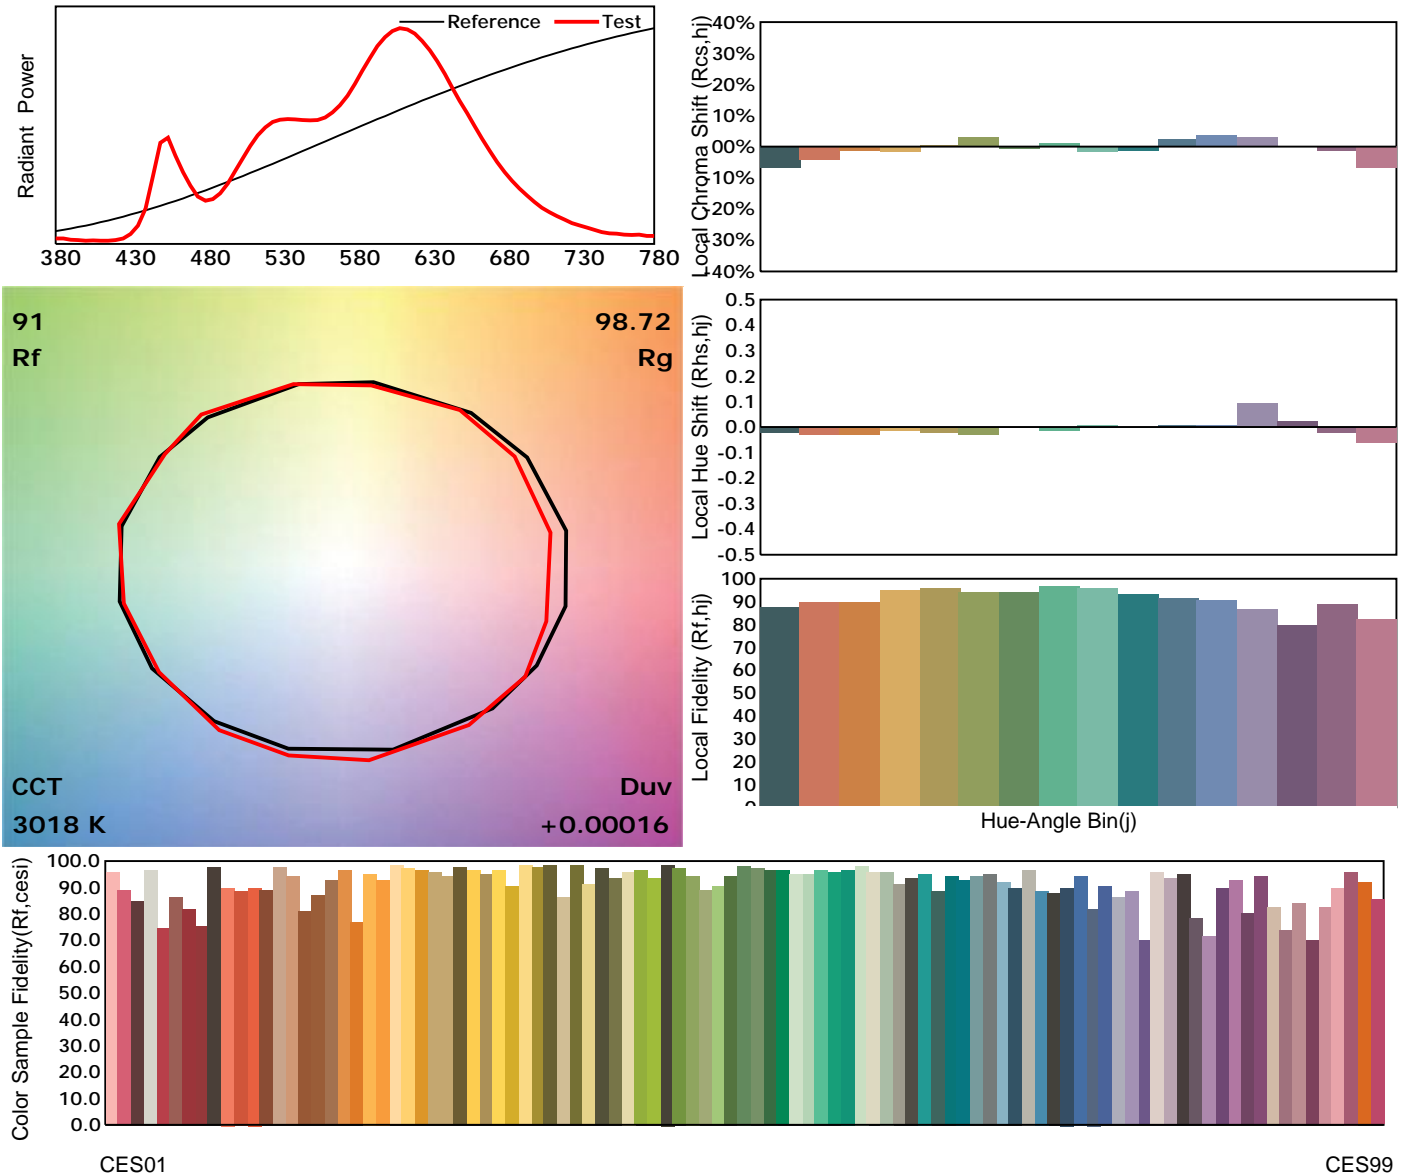 Reference
Test
Radiant Power
380 430 480 530 580 630 680 730 780
Local Chroma Shift (Rcs,hj)
40%
30%
20%
10%
00%
-10%
-20%
-30%
-40%
91
Rf
98.72
Rg
CCT
3018 K
Duv
+0.00016
Local Hue Shift (Rhs,hj)
0.5
0.4
0.3
0.2
0.1
0.0
-0.1
-0.2
-0.3
-0.4
-0.5
Local Fidelity (Rf,hj)
100
90
80
70
60
50
40
30
20
10
0
Hue-Angle Bin(j)
Color Sample Fidelity(Rf,cesi)
100.0
90.0
80.0
70.0
60.0
50.0
40.0
30.0
20.0
10.0
0.0
CES01
CES99